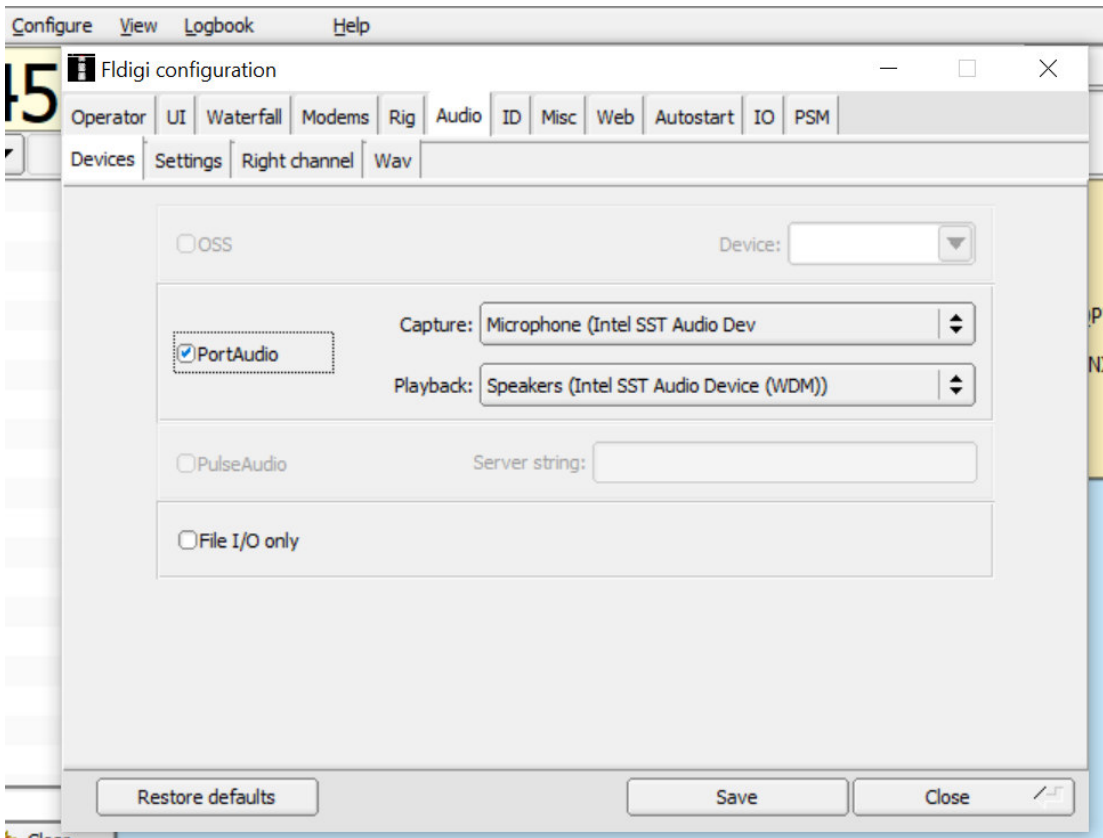 Configure View Logbook Help
45
Fldigi configuration
Operator UI Waterfall Modems Rig Audio ID Misc Web Autostart IO PSM
Devices Settings Right channel Wav
OSS Device:
Capture: Microphone (Intel SST Audio Dev
PortAudio
Playback: Speakers (Intel SST Audio Device (WDM))
PulseAudio Server string:
File I/O only
Restore defaults Save Close